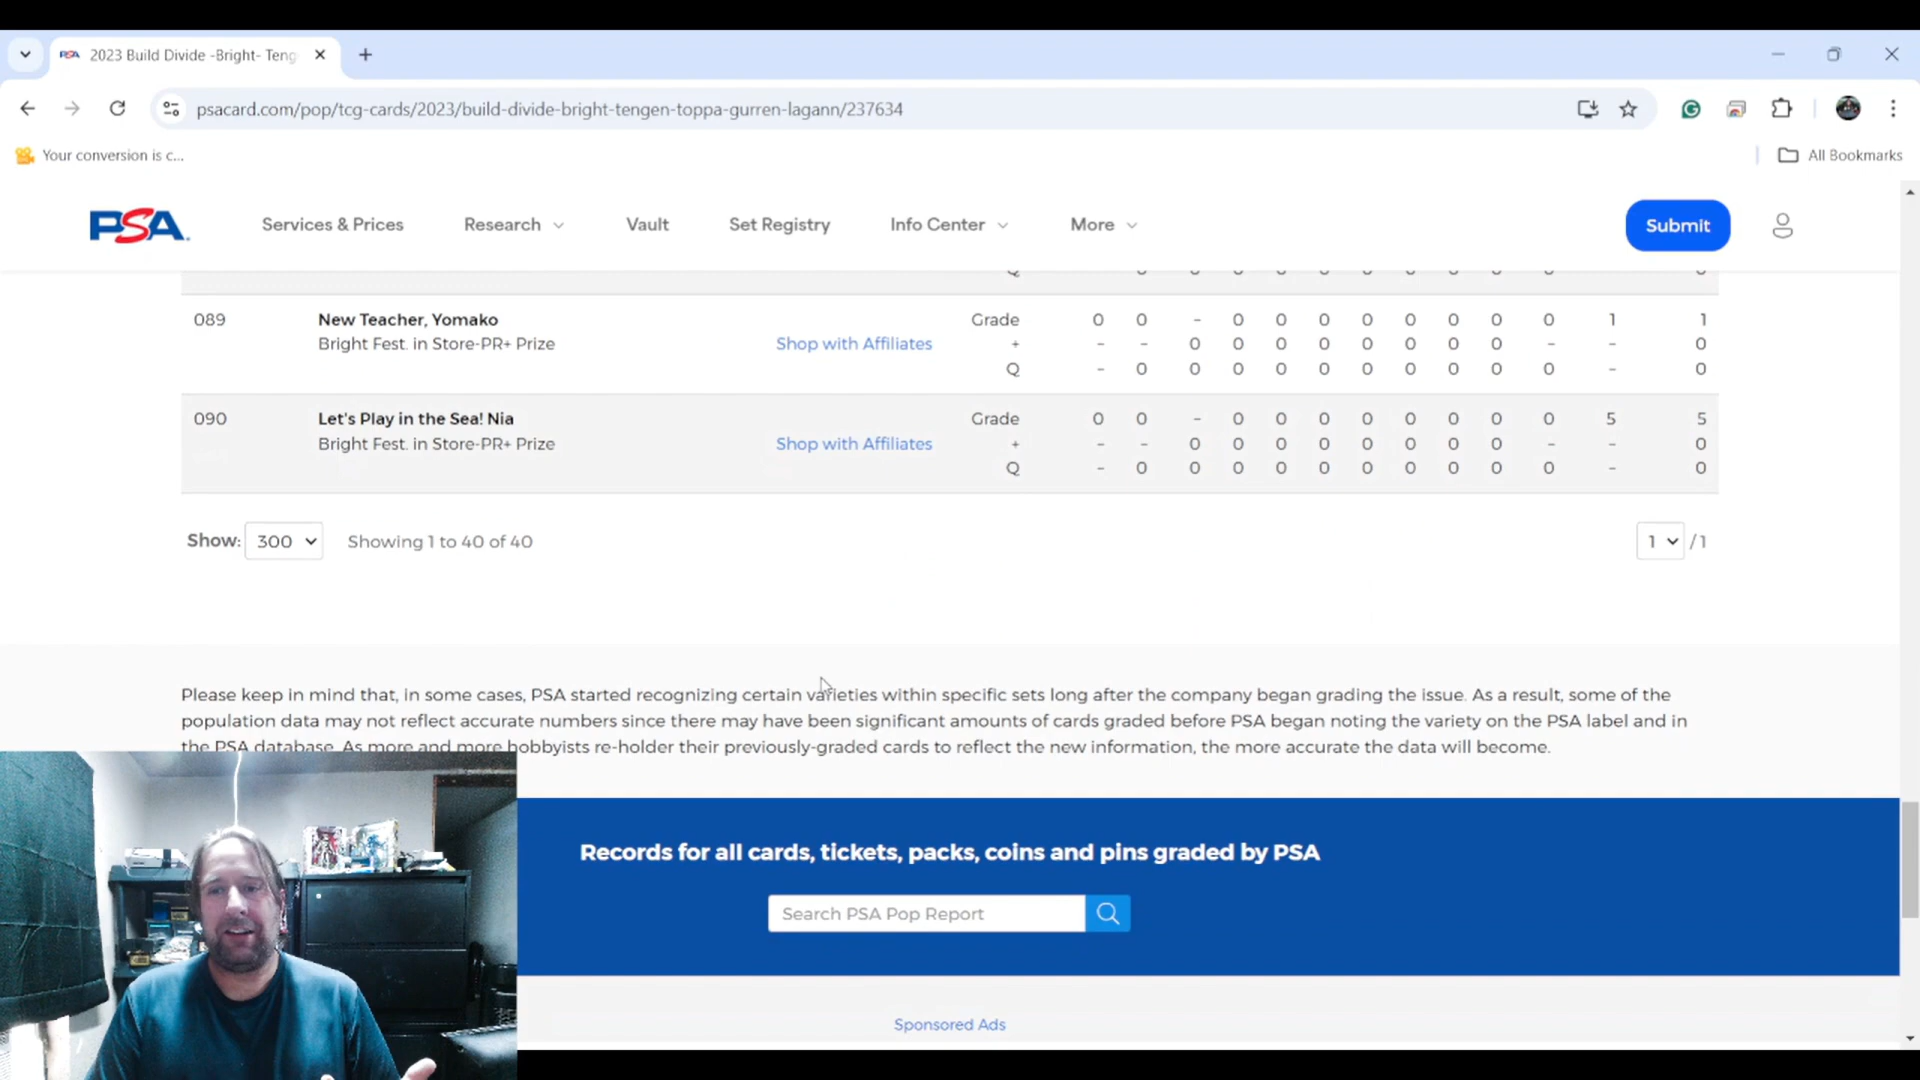 2023 Build Divide -Bright- Teng
psacard.com/pop/tcg-cards/2023/build-divide-bright-tengen-toppa-gurren-lagann/237634
Your conversion is c...
All Bookmarks
PSA
Services & Prices
Research
Vault
Set Registry
Info Center
More
Submit
089 New Teacher, Yomako Grade 0 0 - 0 0 0 0 0 0 0 0 1 1
Bright Fest. in Store-PR+ Prize Shop with Affiliates + - - 0 0 0 0 0 0 0 0 - - 0
Q - 0 0 0 0 0 0 0 0 0 0 - 0
090 Let's Play in the Sea! Nia Grade 0 0 - 0 0 0 0 0 0 0 0 5 5
Bright Fest. in Store-PR+ Prize Shop with Affiliates + - - 0 0 0 0 0 0 0 0 - - 0
Q - 0 0 0 0 0 0 0 0 0 0 - 0
Show: 300 Showing 1 to 40 of 40 1 / 1
Please keep in mind that, in some cases, PSA started recognizing certain varieties within specific sets long after the company began grading the issue. As a result, some of the
population data may not reflect accurate numbers since there may have been significant amounts of cards graded before PSA began noting the variety on the PSA label and in
the PSA database. As more and more hobbyists re-holder their previously-graded cards to reflect the new information, the more accurate the data will become.
Records for all cards, tickets, packs, coins and pins graded by PSA
Search PSA Pop Report
Sponsored Ads